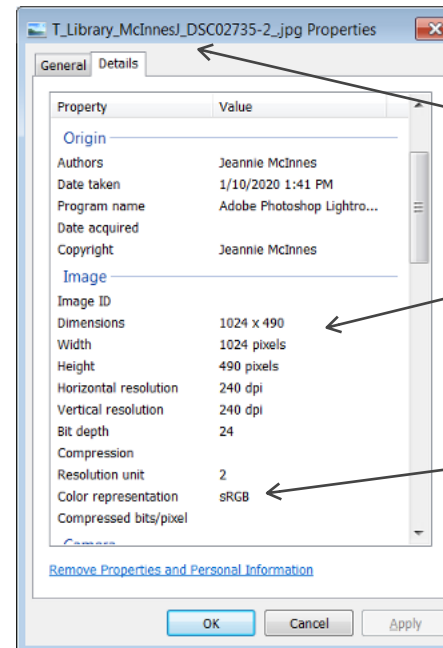 T_Library_McInnesJ_DSC02735-2_.jpg Properties
General Details
Property Value
Origin
Authors Jeannie McInnes
Date taken 1/10/2020 1:41 PM
Program name Adobe Photoshop Lightro...
Date acquired
Copyright Jeannie McInnes
Image
Image ID
Dimensions 1024 x 490
Width 1024 pixels
Height 490 pixels
Horizontal resolution 240 dpi
Vertical resolution 240 dpi
Bit depth 24
Compression
Resolution unit 2
Color representation sRGB
Compressed bits/pixel
Camera
Remove Properties and Personal Information
OK Cancel Apply